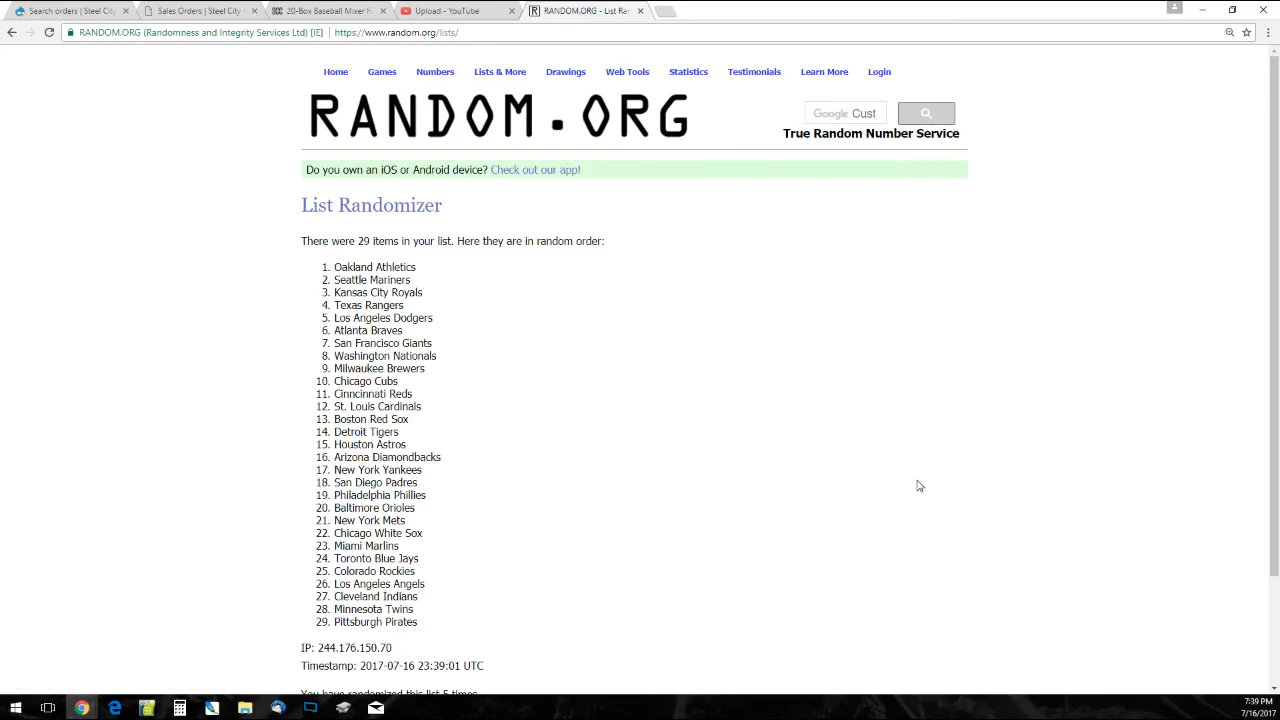 Search orders | Steel Cit
Sales Orders | Steel City
20-Box Baseball Mixer F
Upload - YouTube
RANDOM.ORG - List Ra
RANDOM.ORG (Randomness and Integrity Services Ltd) [IE]
https://www.random.org/lists/
Home Games Numbers Lists & More Drawings Web Tools Statistics Testimonials Learn More Login
RANDOM.ORG
Google Cust
True Random Number Service
Do you own an iOS or Android device? Check out our app!
List Randomizer
There were 29 items in your list. Here they are in random order:
1. Oakland Athletics
2. Seattle Mariners
3. Kansas City Royals
4. Texas Rangers
5. Los Angeles Dodgers
6. Atlanta Braves
7. San Francisco Giants
8. Washington Nationals
9. Milwaukee Brewers
10. Chicago Cubs
11. Cinncinnati Reds
12. St. Louis Cardinals
13. Boston Red Sox
14. Detroit Tigers
15. Houston Astros
16. Arizona Diamondbacks
17. New York Yankees
18. San Diego Padres
19. Philadelphia Phillies
20. Baltimore Orioles
21. New York Mets
22. Chicago White Sox
23. Miami Marlins
24. Toronto Blue Jays
25. Colorado Rockies
26. Los Angeles Angels
27. Cleveland Indians
28. Minnesota Twins
29. Pittsburgh Pirates
IP: 244.176.150.70
Timestamp: 2017-07-16 23:39:01 UTC
You have randomized this list 5 times
7:39 PM
7/16/2017